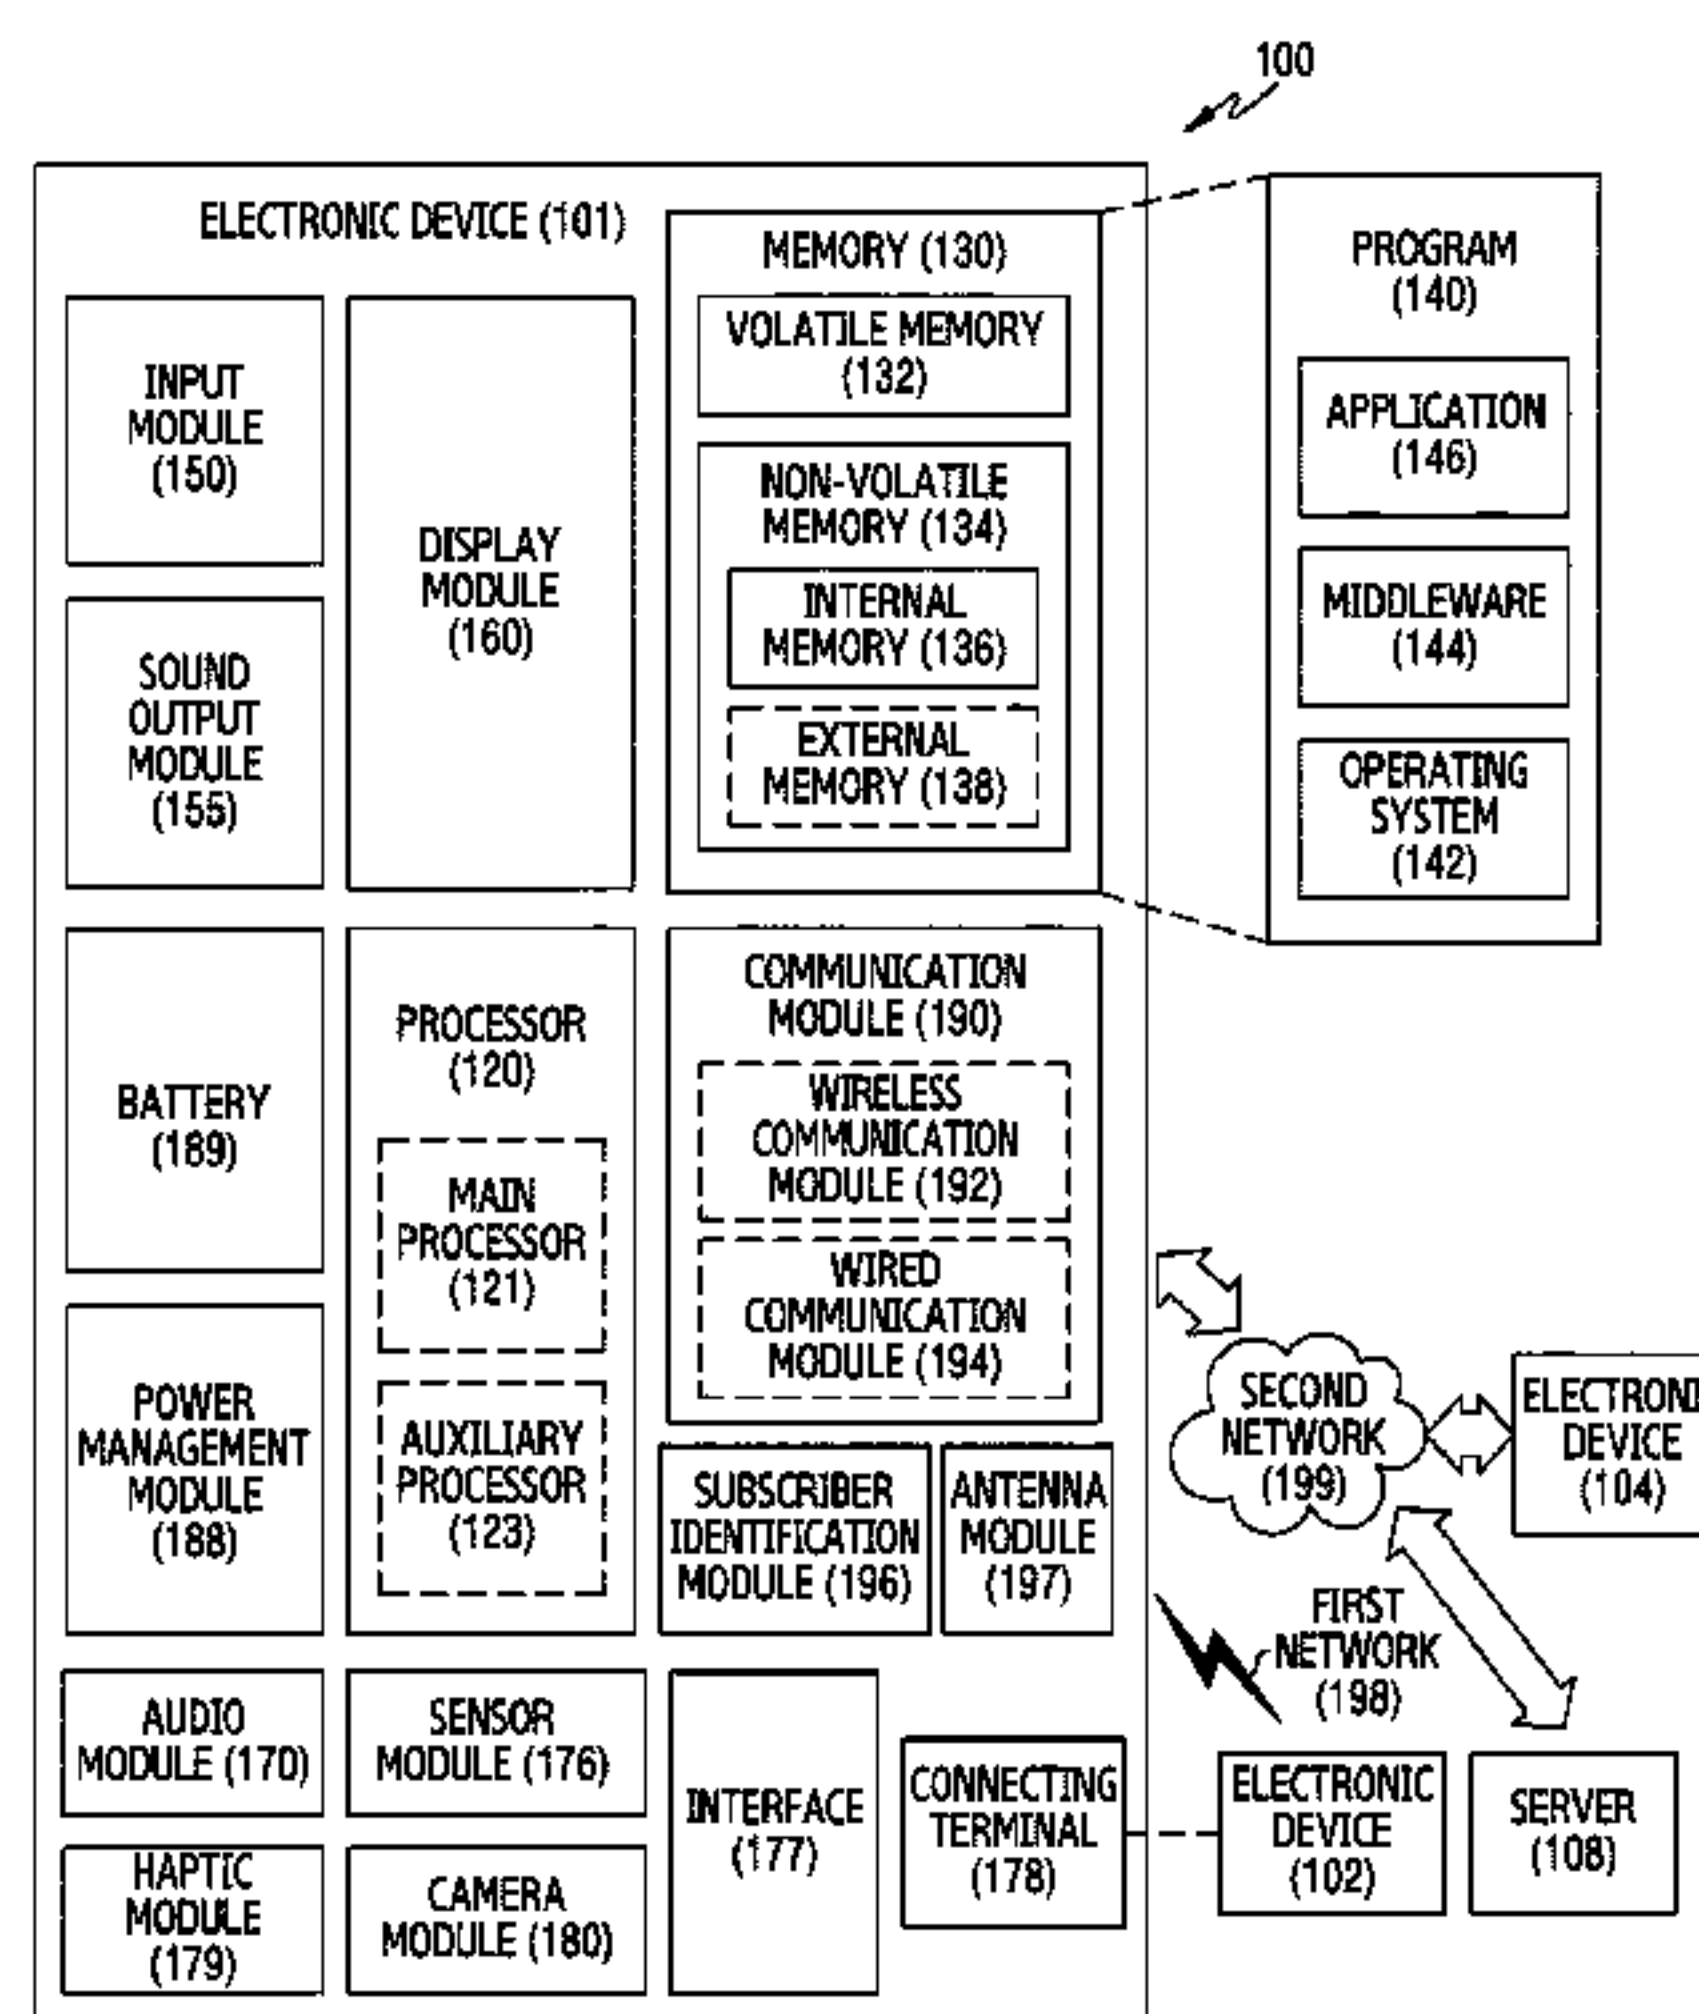 100
ELECTRONIC DEVICE (101)
INPUT
MODULE
(150)
SOUND
OUTPUT
MODULE
(155)
DISPLAY
MODULE
(160)
MEMORY (130)
VOLATILE MEMORY
(132)
NON-VOLATILE
MEMORY (134)
INTERNAL
MEMORY (136)
EXTERNAL
MEMORY (138)
PROGRAM
(140)
APPLICATION
(146)
MIDDLEWARE
(144)
OPERATING
SYSTEM
(142)
BATTERY
(189)
POWER
MANAGEMENT
MODULE
(188)
PROCESSOR
(120)
MAIN
PROCESSOR
(121)
AUXILIARY
PROCESSOR
(123)
COMMUNICATION
MODULE (190)
WIRELESS
COMMUNICATION
MODULE (192)
WIRED
COMMUNICATION
MODULE (194)
SUBSCRIBER
IDENTIFICATION
MODULE (196)
ANTENNA
MODULE
(197)
SECOND
NETWORK
(199)
ELECTRONI
DEVICE
(104)
FIRST
NETWORK
(198)
AUDIO
MODULE (170)
SENSOR
MODULE (176)
HAPTIC
MODULE
(179)
CAMERA
MODULE (180)
INTERFACE
(177)
CONNECTING
TERMINAL
(178)
ELECTRONIC
DEVICE
(102)
SERVER
(108)